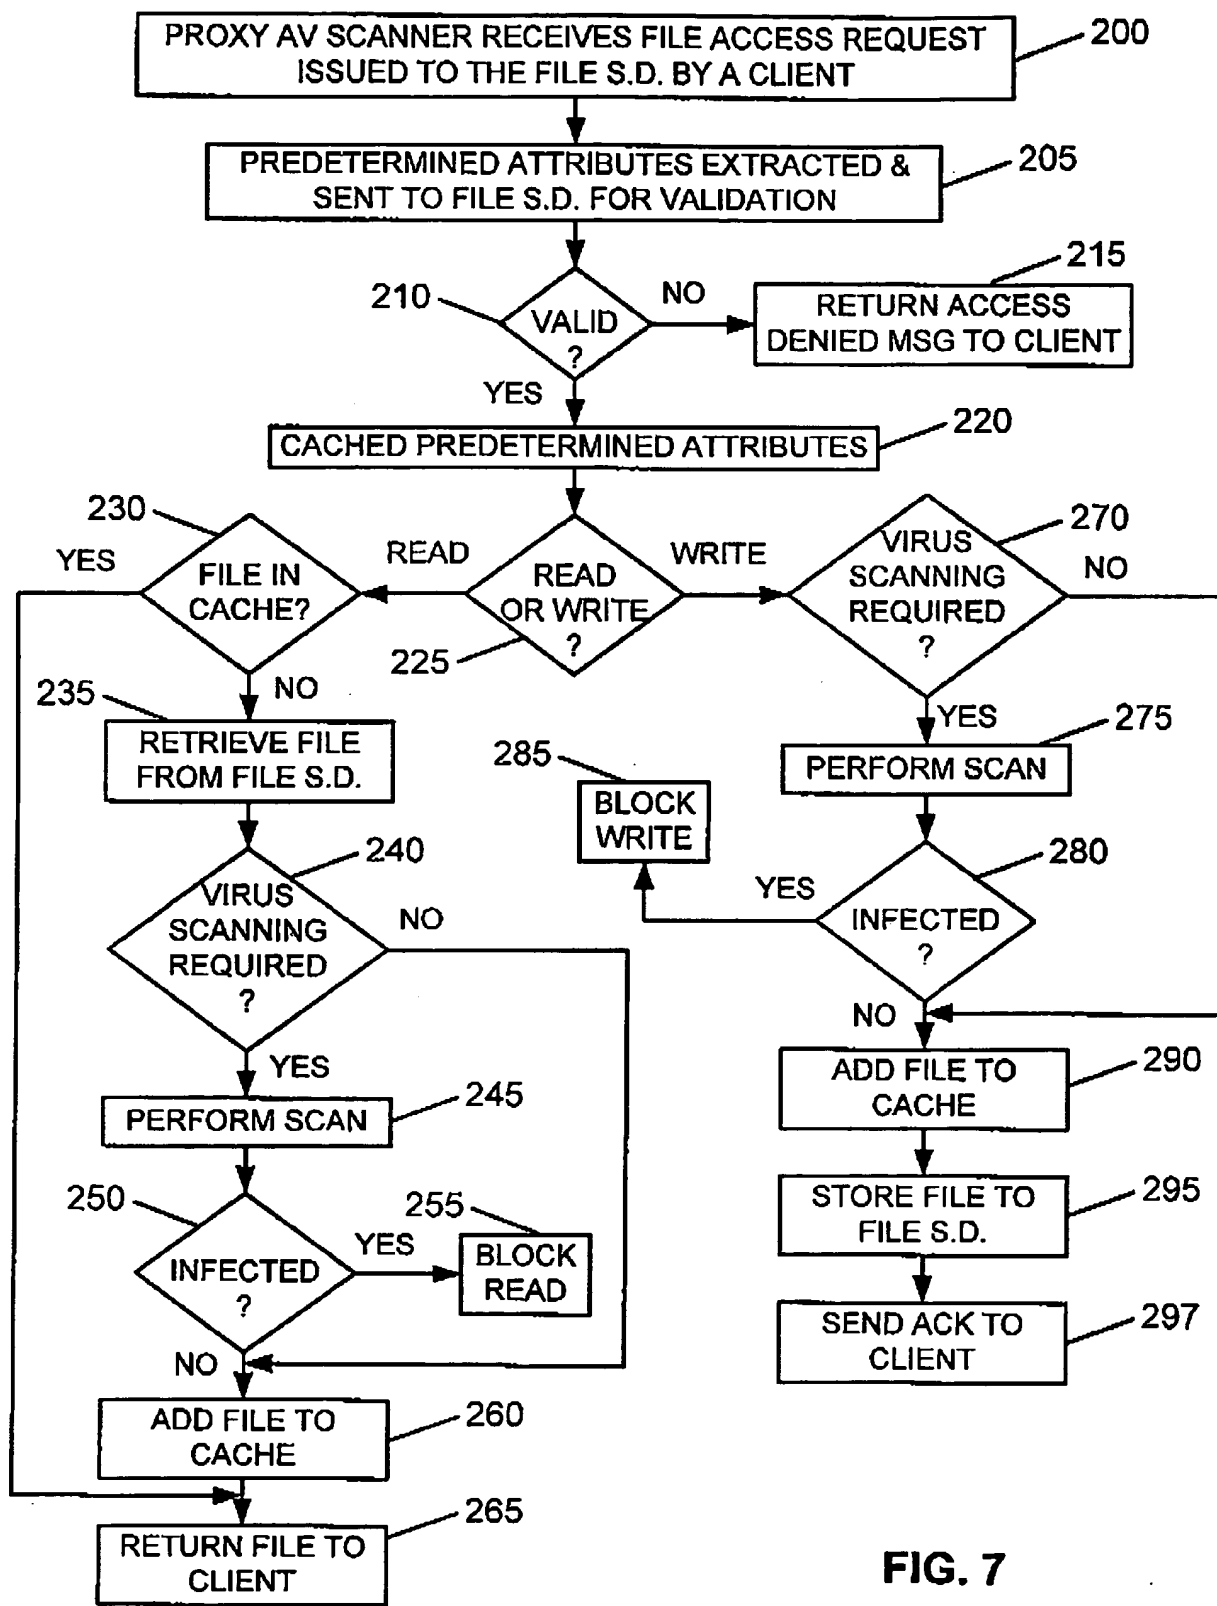 PROXY AV SCANNER RECEIVES FILE ACCESS REQUEST
ISSUED TO THE FILE S.D. BY A CLIENT
200
PREDETERMINED ATTRIBUTES EXTRACTED &
SENT TO FILE S.D. FOR VALIDATION
205
210
VALID
?
NO
215
RETURN ACCESS
DENIED MSG TO CLIENT
YES
CACHED PREDETERMINED ATTRIBUTES
220
230
YES
FILE IN
CACHE?
READ
READ
OR WRITE
?
225
WRITE
VIRUS
SCANNING
REQUIRED
?
270
NO
NO
235
RETRIEVE FILE
FROM FILE S.D.
YES
275
PERFORM SCAN
285
BLOCK
WRITE
240
VIRUS
SCANNING
REQUIRED
?
NO
YES
INFECTED
?
280
NO
YES
245
PERFORM SCAN
ADD FILE TO
CACHE
290
250
INFECTED
?
YES
255
BLOCK
READ
STORE FILE TO
FILE S.D.
295
NO
SEND ACK TO
CLIENT
297
ADD FILE TO
CACHE
260
RETURN FILE TO
CLIENT
265
FIG. 7